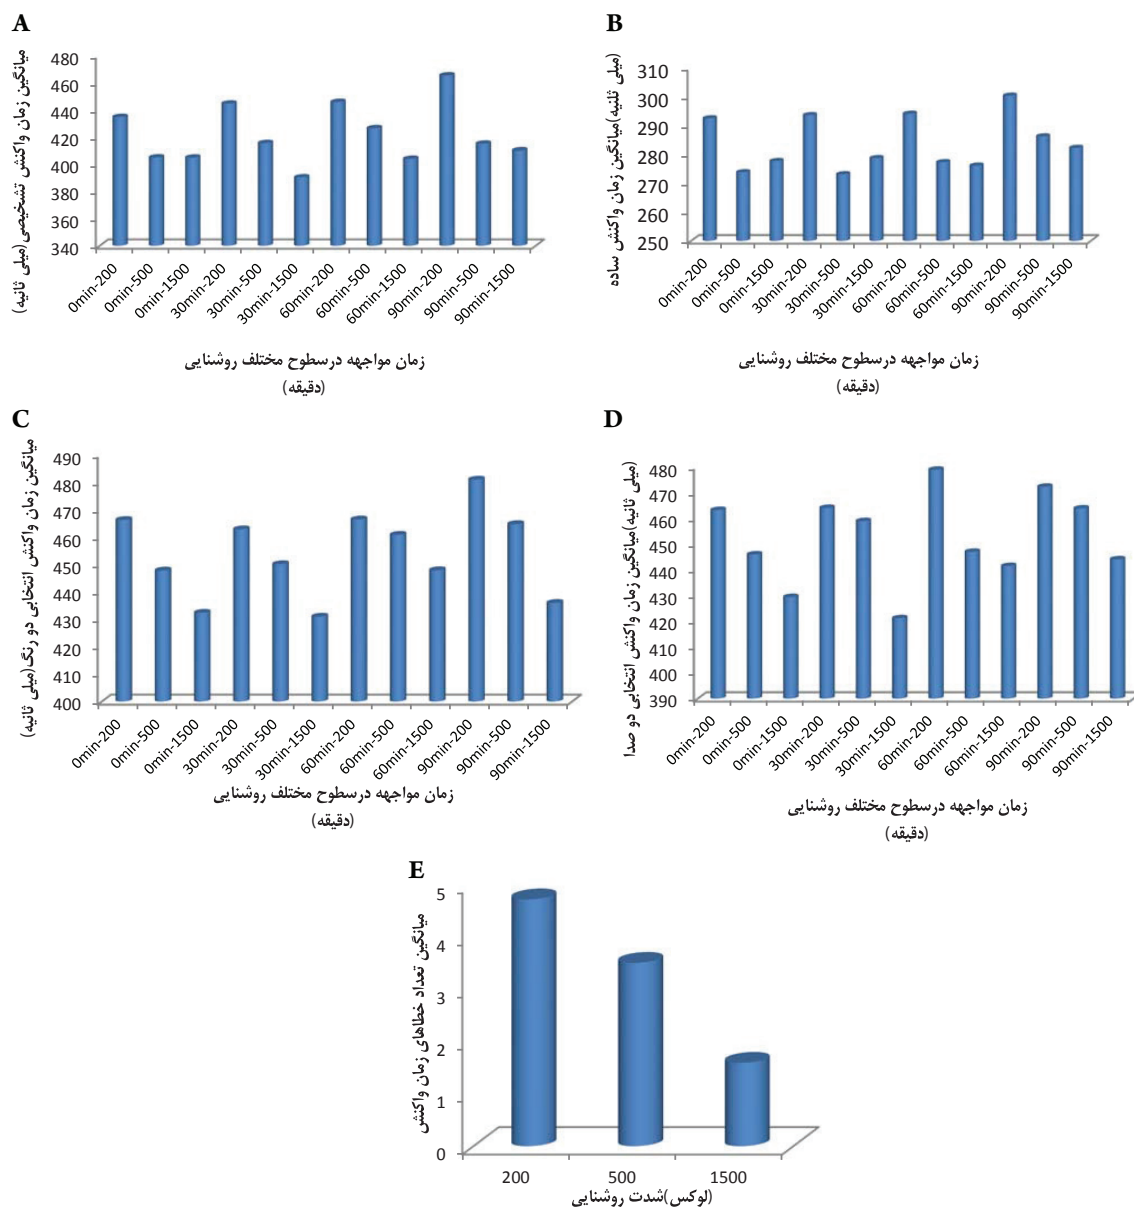 A
میانگین زمان واکنش تشخیصی(میلی ثانیه)
480
460
440
420
400
380
360
340
0min-200
0min-500
0min-1500
30min-200
30min-500
30min-1500
60min-200
60min-500
60min-1500
90min-200
90min-500
90min-1500
زمان مواجهه درسطوح مختلف روشنایی
(دقیقه)
B
(میلی ثلنیه)میانگین زمان واکنش ساده
310
300
290
280
270
260
250
0min-200
0min-500
0min-1500
30min-200
30min-500
30min-1500
60min-200
60min-500
60min-1500
90min-200
90min-500
90min-1500
زمان مواجهه درسطوح مختلف روشنایی
(دقیقه)
C
میانگین زمان واکنش انتخابی دو رنگ(میلی ثانیه)
490
480
470
460
450
440
430
420
410
400
0min-200
0min-500
0min-1500
30min-200
30min-500
30min-1500
60min-200
60min-500
60min-1500
90min-200
90min-500
90min-1500
زمان مواجهه درسطوح مختلف روشنایی
(دقیقه)
D
(میلی ثانیه)میانگین زمان واکنش انتخابی دو صدا
480
470
460
450
440
430
420
410
400
390
0min-200
0min-500
0min-1500
30min-200
30min-500
30min-1500
60min-200
60min-500
60min-1500
90min-200
90min-500
90min-1500
زمان مواجهه درسطوح مختلف روشنایی
(دقیقه)
E
میانگین تعداد خطاهای زمان واکنش
5
4
3
2
1
0
200
500
1500
(لوکس)شدت روشنایی